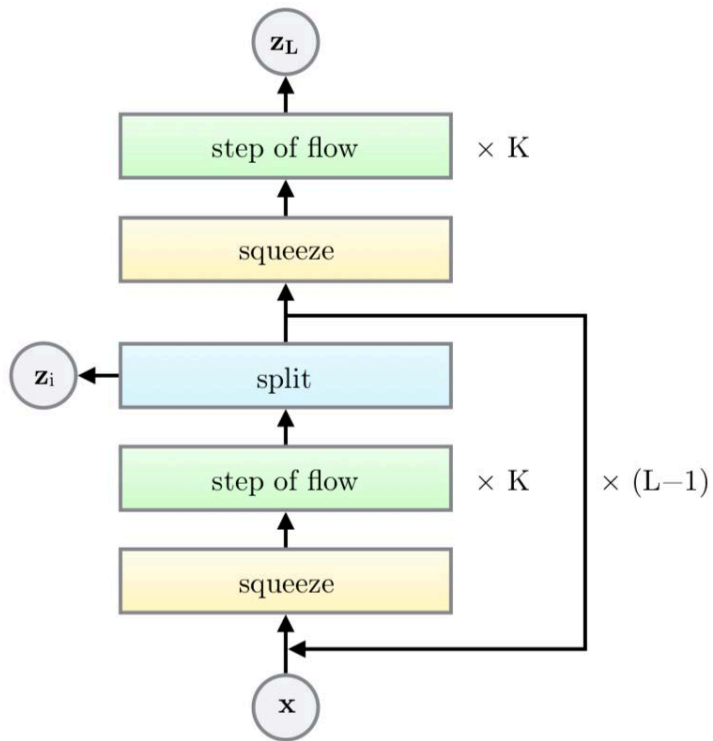 z_L
step of flow × K
squeeze
z_i split
step of flow × K × (L−1)
squeeze
x